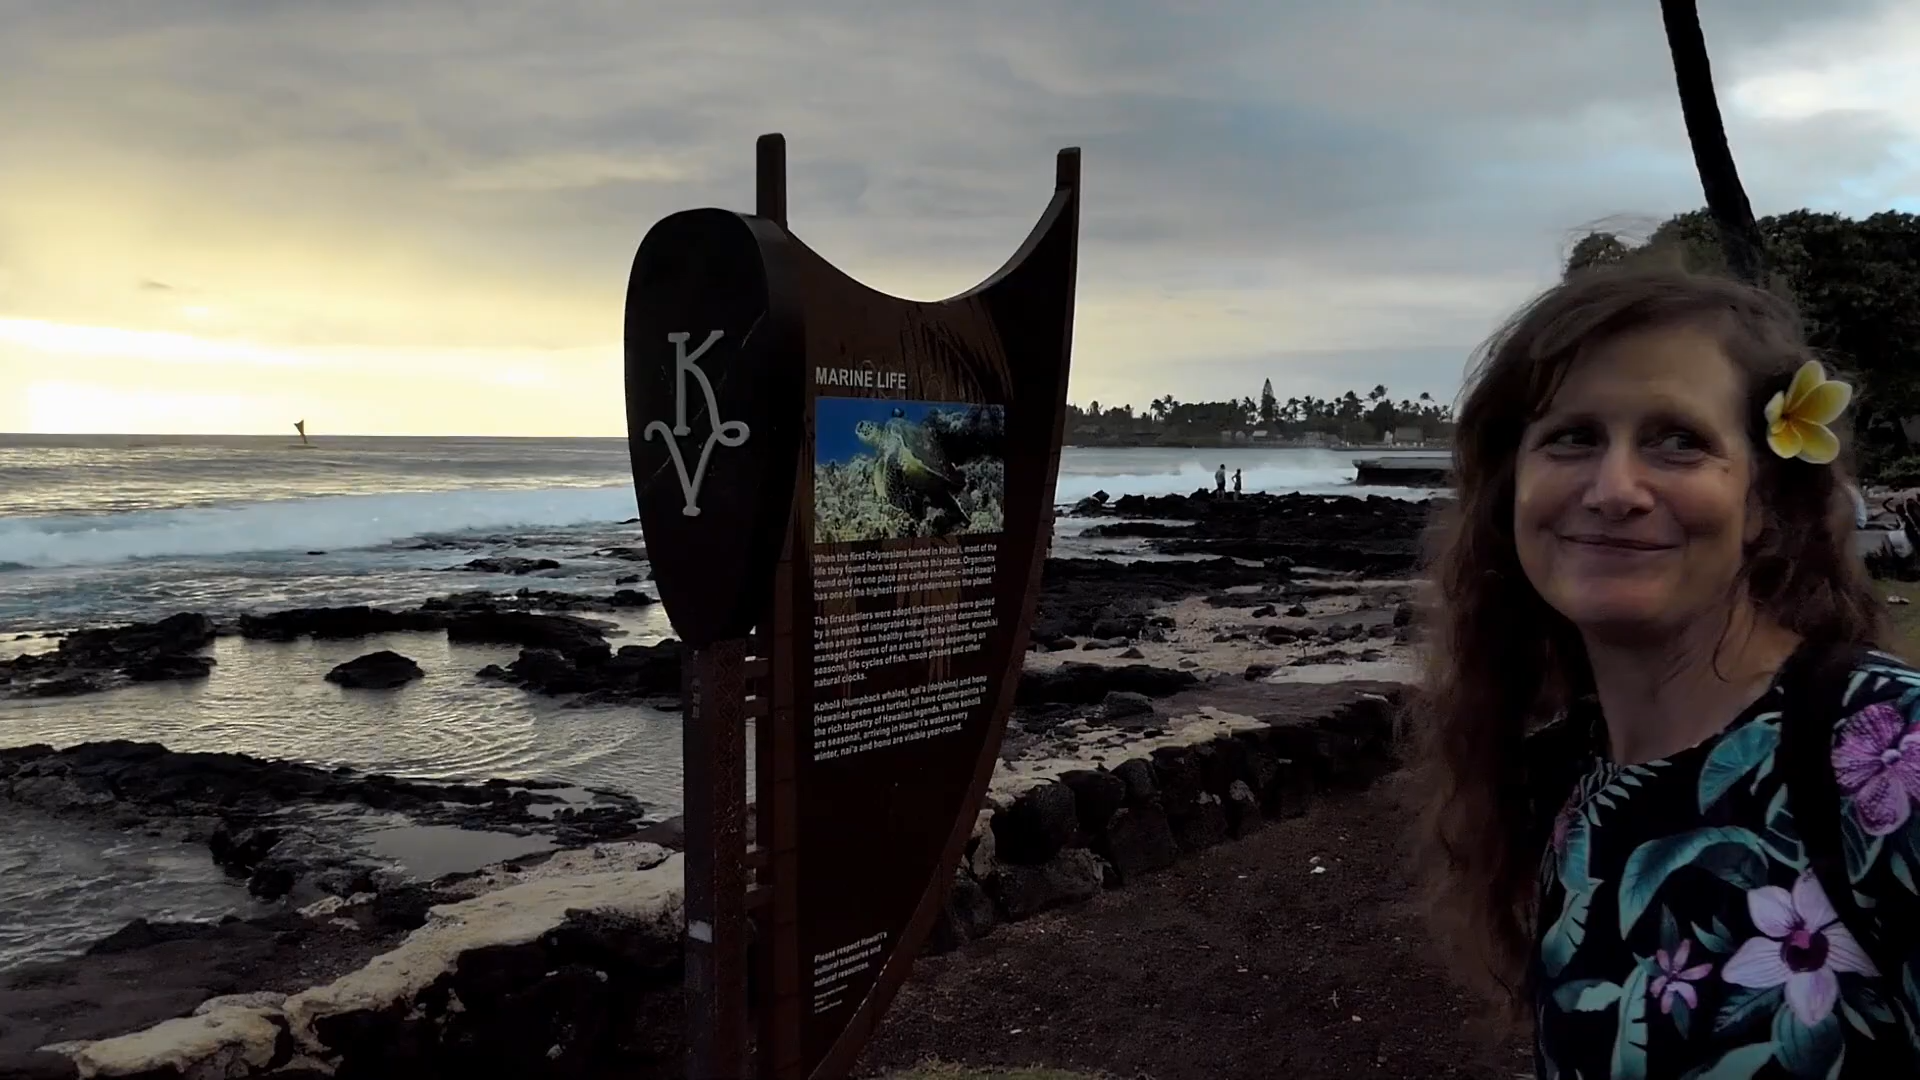 K
V
MARINE LIFE
When the first Polynesians landed in Hawai'i, most of the
life they found here was unique to this place. Organisms
found only in one place are called endemic – and Hawai'i
has one of the highest rates of endemism on the planet
The first settlers were adept fishermen who were guided
by a network of integrated kapu (rules) that determined
when an area was healthy enough to be utilized. Konohiki
managed closures of an area to fishing depending on
seasons, life cycles of fish, moon phases and other
natural clocks.
Koholā (humpback whales), nai'a (dolphins) and honu
(Hawaiian green sea turtles) all have counterparts in
the rich tapestry of Hawaiian legends. While koholā
are seasonal, arriving in Hawai'i's waters every
winter, nai'a and honu are visible year-round.
Please respect Hawai'i's
cultural treasures and
natural resources.